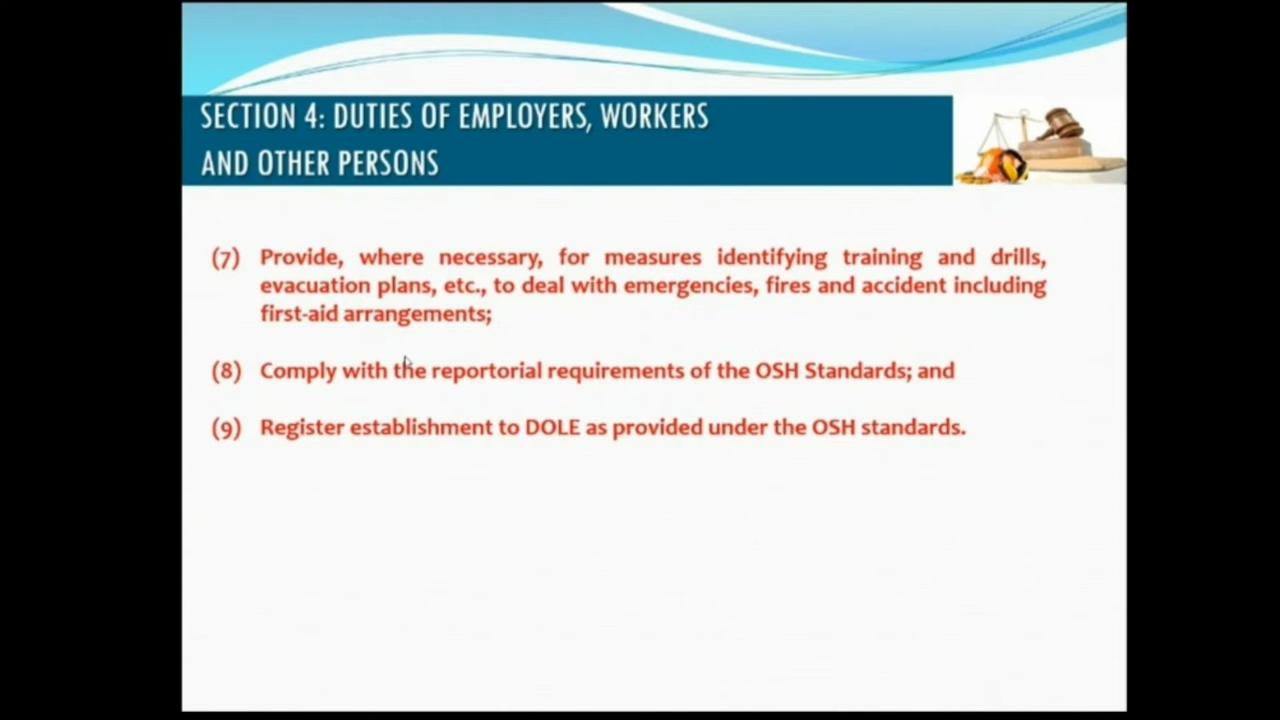 SECTION 4: DUTIES OF EMPLOYERS, WORKERS
AND OTHER PERSONS
(7) Provide, where necessary, for measures identifying training and drills,
evacuation plans, etc., to deal with emergencies, fires and accident including
first-aid arrangements;
(8) Comply with the reportorial requirements of the OSH Standards; and
(9) Register establishment to DOLE as provided under the OSH standards.